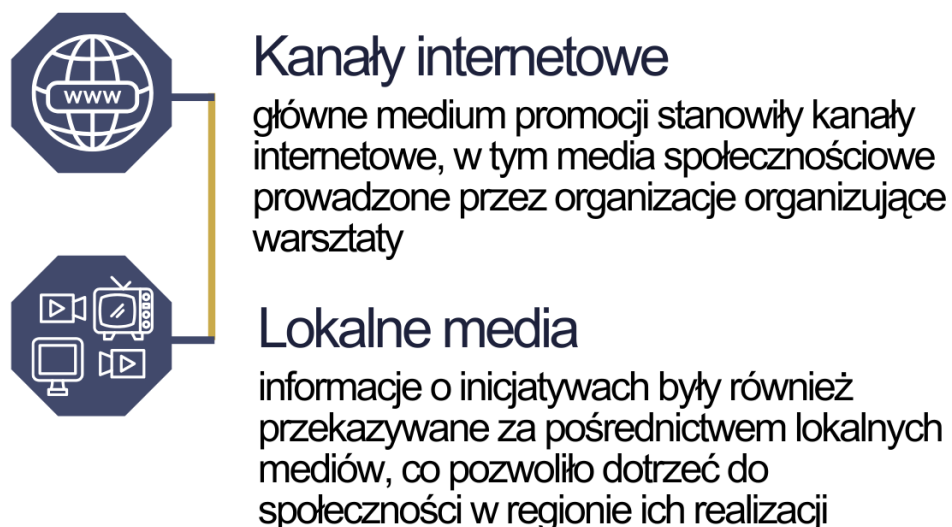 www
Kanały internetowe
główne medium promocji stanowiły kanały
internetowe, w tym media społecznościowe
prowadzone przez organizacje organizujące
warsztaty
Lokalne media
informacje o inicjatywach były również
przekazywane za pośrednictwem lokalnych
mediów, co pozwoliło dotrzeć do
społeczności w regionie ich realizacji